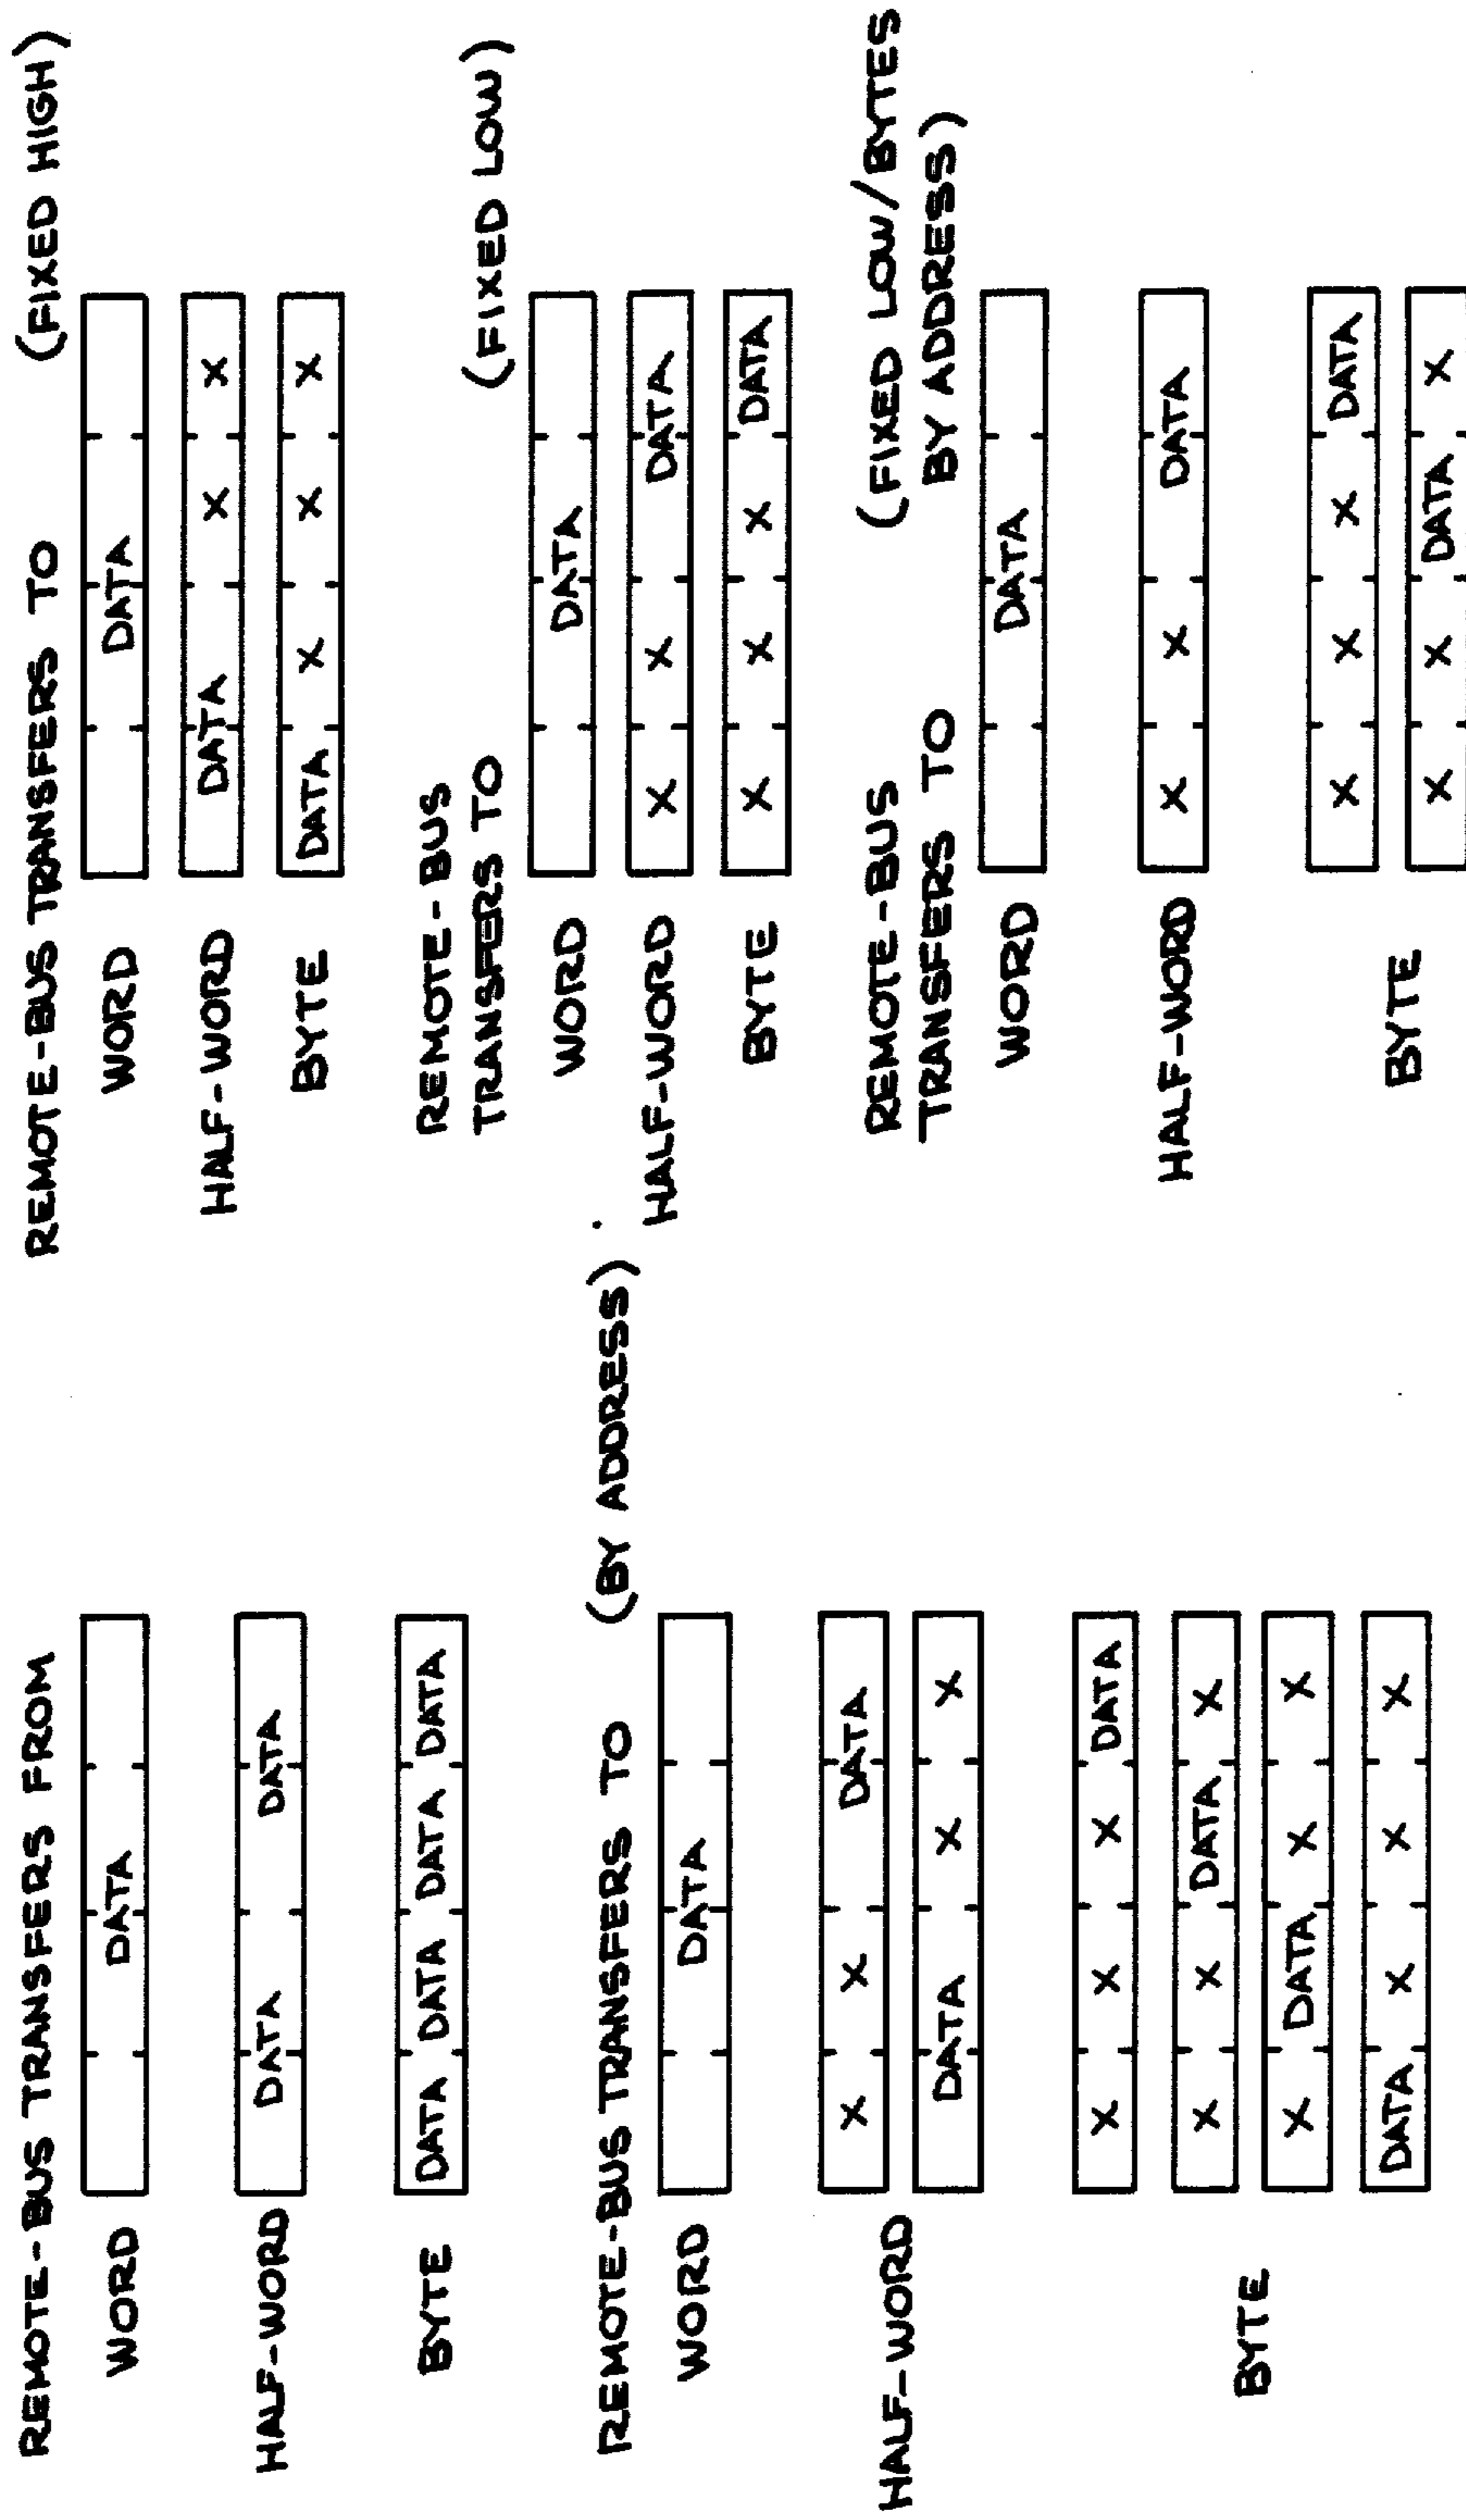 REMOTE-BUS TRANSFERS FROM
WORD
DATA
HALF-WORD
DATA DATA
BYTE
DATA DATA DATA DATA
REMOTE-BUS TRANSFERS TO (BY ADDRESS)
WORD
DATA
HALF-WORD
X X DATA
DATA X X
BYTE
X X X DATA
X X DATA X
X DATA X X
DATA X X X
REMOTE-BUS TRANSFERS TO (FIXED HIGH)
WORD
DATA
HALF-WORD
DATA X X
BYTE
DATA X X X
REMOTE-BUS
TRANSFERS TO (FIXED LOW)
WORD
DATA
HALF-WORD
X X DATA
BYTE
X X X DATA
REMOTE-BUS (FIXED LOW/BYTES
TRANSFERS TO BY ADDRESS)
WORD
DATA
HALF-WORD
X X DATA
BYTE
X X X DATA
X X DATA X